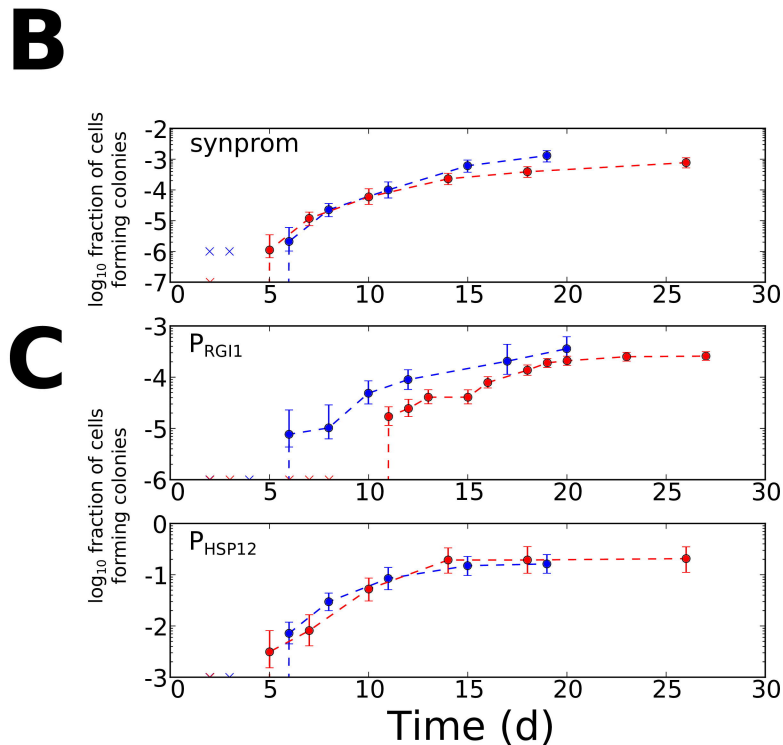 B
-2
-3
-4
-5
-6
-7
log₁₀ fraction of cells
forming colonies
synprom
0 5 10 15 20 25 30
C
-3
-4
-5
-6
P_RGI1
0 5 10 15 20 25 30
log₁₀ fraction of cells
forming colonies
0
-1
-2
-3
P_HSP12
0 5 10 15 20 25 30
Time (d)